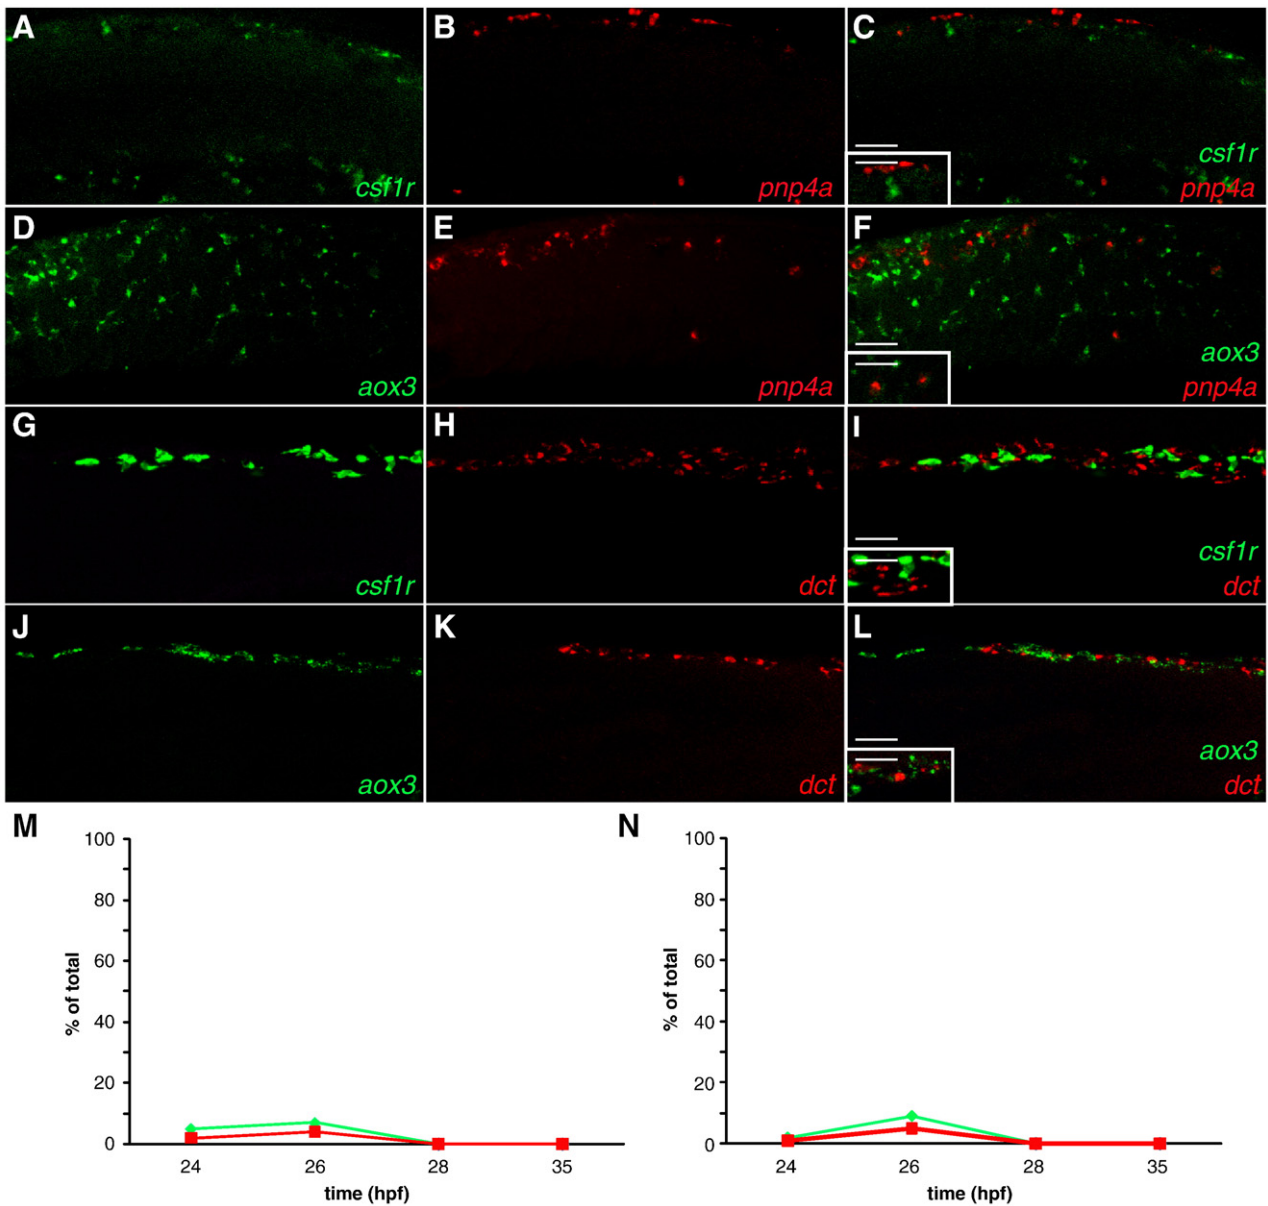 A
csf1r
B
pnp4a
C
csf1r
pnp4a
D
aox3
E
pnp4a
F
aox3
pnp4a
G
csf1r
H
dct
I
csf1r
dct
J
aox3
K
dct
L
aox3
dct
M
100
80
60
40
20
0
% of total
24 26 28 35
time (hpf)
N
100
80
60
40
20
0
% of total
24 26 28 35
time (hpf)